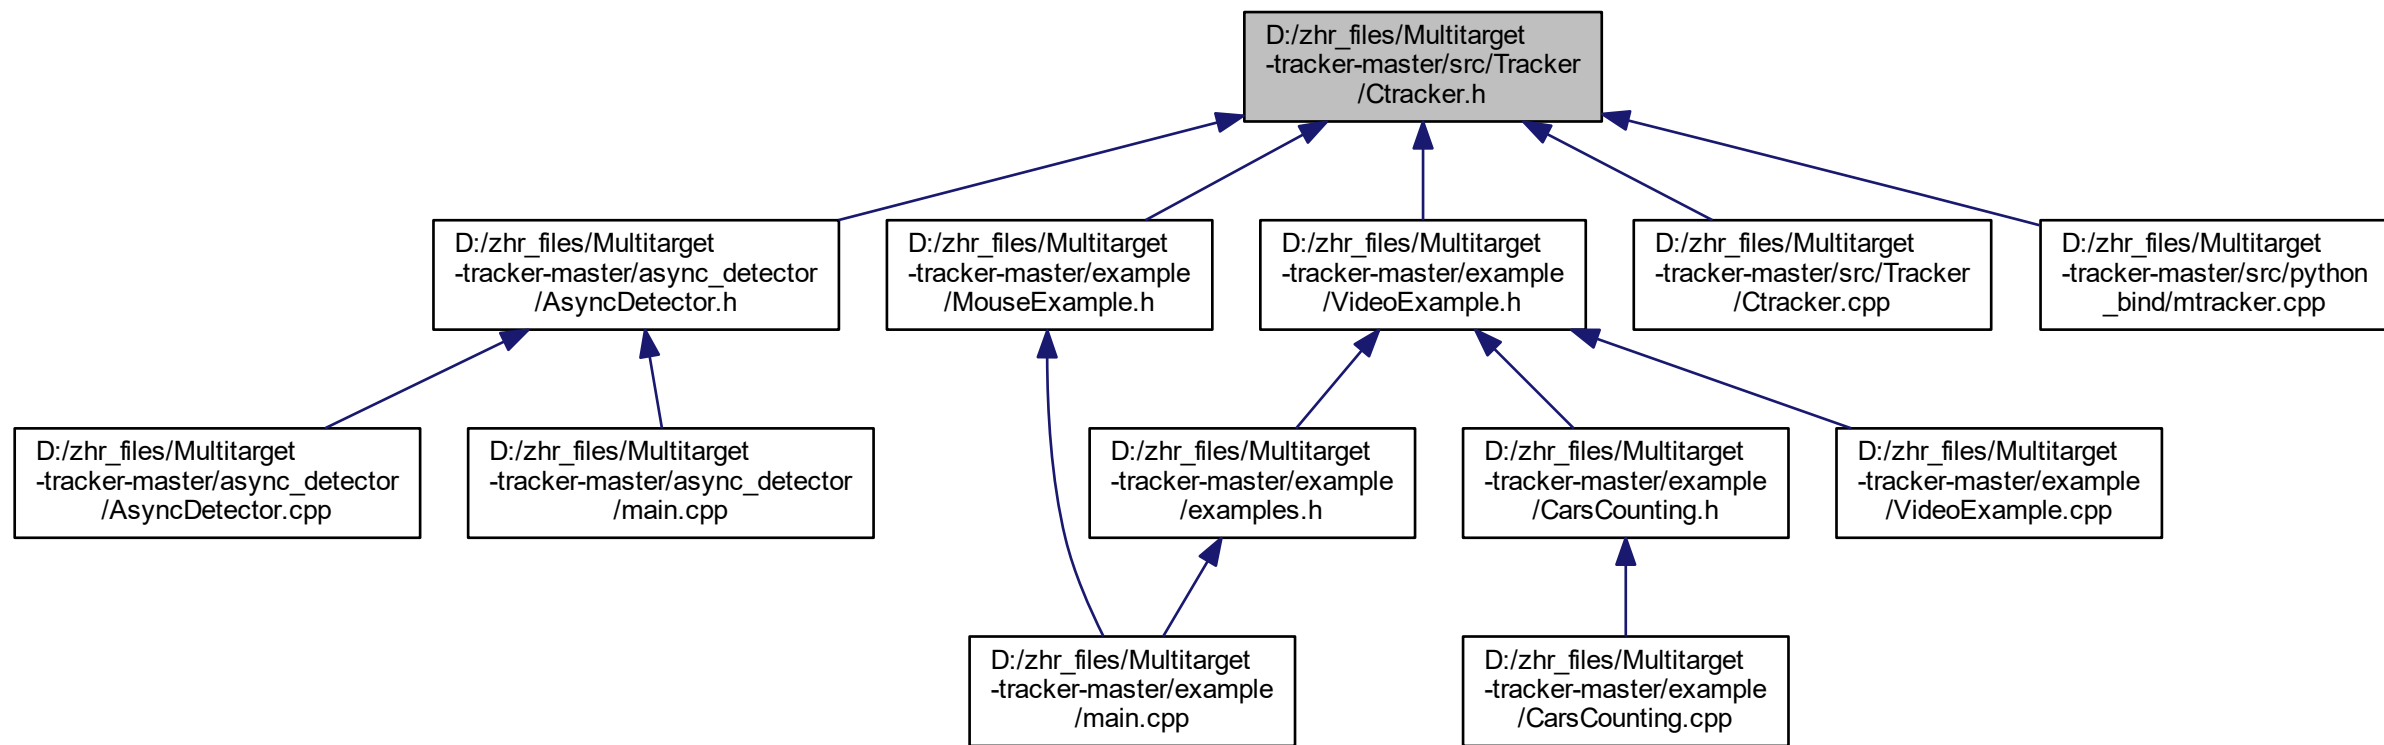 D:/zhr_files/Multitarget
-tracker-master/src/Tracker
/Ctracker.h
D:/zhr_files/Multitarget
-tracker-master/async_detector
/AsyncDetector.h
D:/zhr_files/Multitarget
-tracker-master/example
/MouseExample.h
D:/zhr_files/Multitarget
-tracker-master/example
/VideoExample.h
D:/zhr_files/Multitarget
-tracker-master/src/Tracker
/Ctracker.cpp
D:/zhr_files/Multitarget
-tracker-master/src/python
_bind/mtracker.cpp
D:/zhr_files/Multitarget
-tracker-master/async_detector
/AsyncDetector.cpp
D:/zhr_files/Multitarget
-tracker-master/async_detector
/main.cpp
D:/zhr_files/Multitarget
-tracker-master/example
/examples.h
D:/zhr_files/Multitarget
-tracker-master/example
/CarsCounting.h
D:/zhr_files/Multitarget
-tracker-master/example
/VideoExample.cpp
D:/zhr_files/Multitarget
-tracker-master/example
/main.cpp
D:/zhr_files/Multitarget
-tracker-master/example
/CarsCounting.cpp